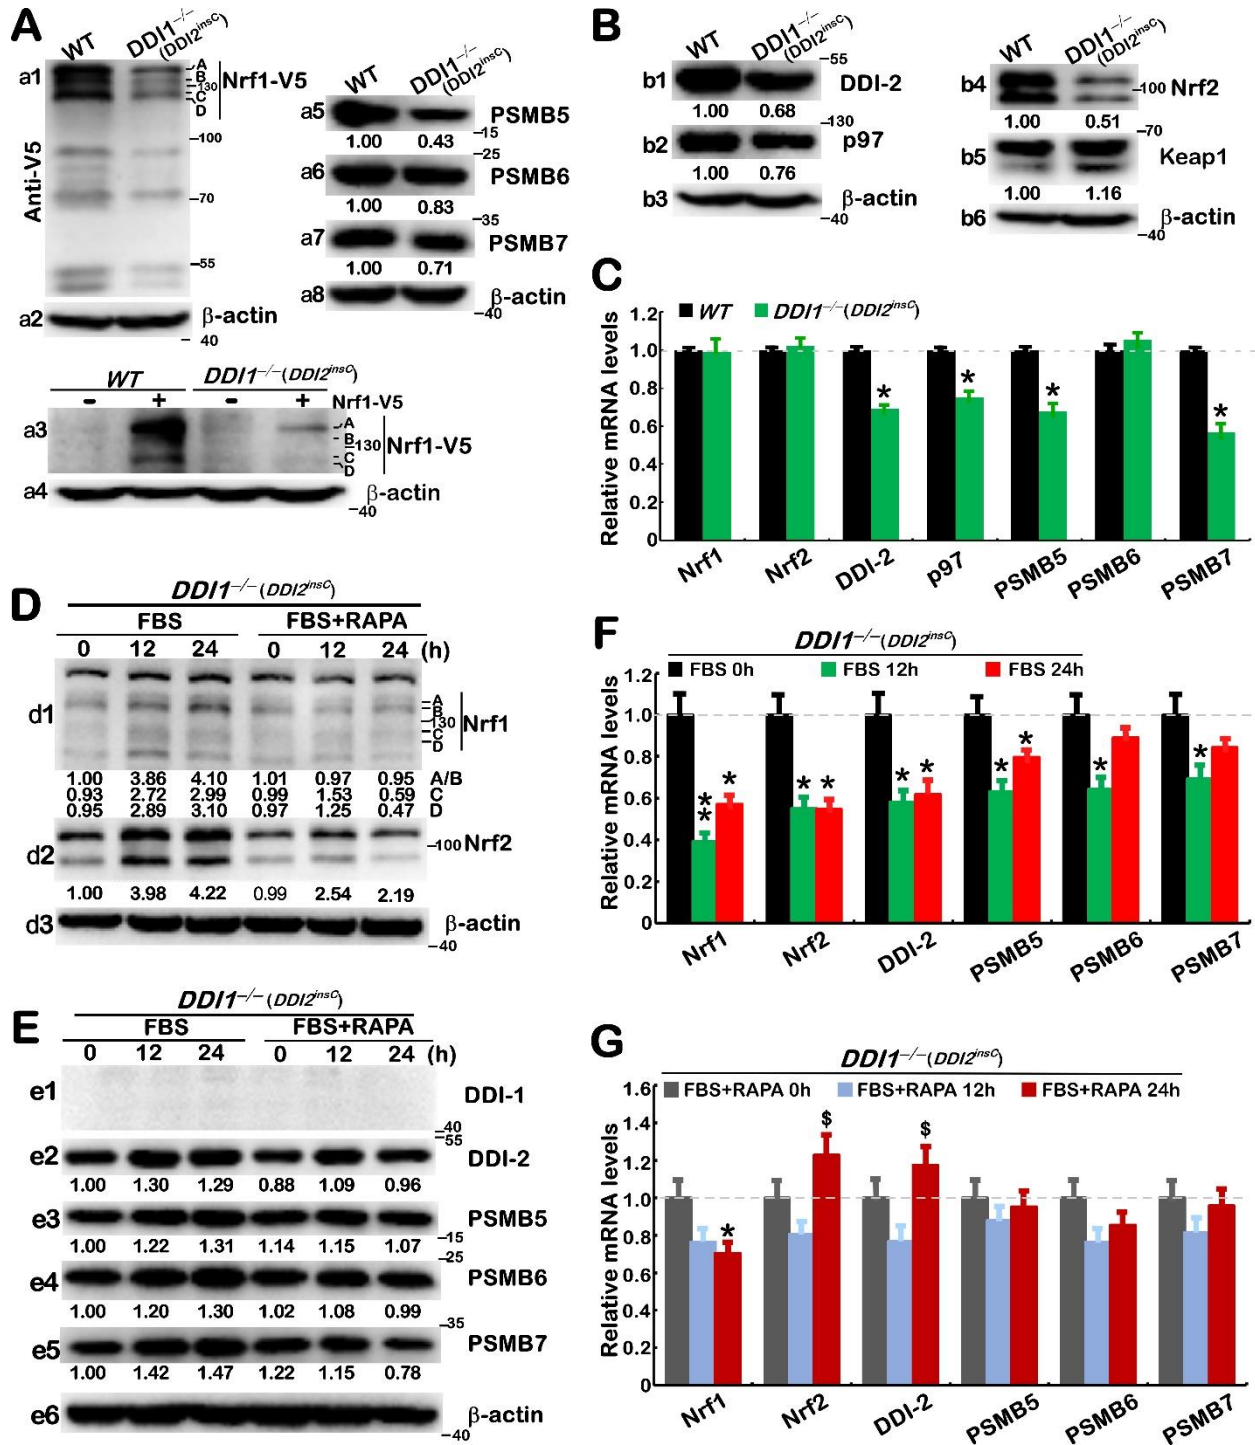 A
WT DDI1−/− (DDI2insC)
a1
A
B
130
C
D
Nrf1-V5
Anti-V5
100
70
55
a2 β-actin
40
WT DDI1−/− (DDI2insC)
a5 PSMB5
15
1.00 0.43
25
a6 PSMB6
1.00 0.83
35
a7 PSMB7
1.00 0.71
a8 β-actin
40
WT DDI1−/−(DDI2insC)
- + - + Nrf1-V5
a3
A
B
130
C
D
Nrf1-V5
a4 β-actin
40
B
WT DDI1−/− (DDI2insC)
55
b1 DDI-2
1.00 0.68
130
b2 p97
1.00 0.76
b3 β-actin
40
WT DDI1−/− (DDI2insC)
b4 100 Nrf2
1.00 0.51
70
b5 Keap1
1.00 1.16
b6 β-actin
40
C
WT DDI1−/−(DDI2insC)
Relative mRNA levels
1.2
1.0
0.8
0.6
0.4
0.2
0
* * * *
Nrf1 Nrf2 DDI-2 p97 PSMB5 PSMB6 PSMB7
D
DDI1−/−(DDI2insC)
FBS FBS+RAPA
0 12 24 0 12 24 (h)
d1
A
B
130
C
D
Nrf1
1.00 3.86 4.10 1.01 0.97 0.95 A/B
0.93 2.72 2.99 0.99 1.53 0.59 C
0.95 2.89 3.10 0.97 1.25 0.47 D
d2 100 Nrf2
1.00 3.98 4.22 0.99 2.54 2.19
d3 β-actin
40
E
DDI1−/−(DDI2insC)
FBS FBS+RAPA
0 12 24 0 12 24 (h)
e1 DDI-1
40
55
e2 DDI-2
1.00 1.30 1.29 0.88 1.09 0.96
e3 PSMB5
15
1.00 1.22 1.31 1.14 1.15 1.07
25
e4 PSMB6
1.00 1.20 1.30 1.02 1.08 0.99
35
e5 PSMB7
1.00 1.42 1.47 1.22 1.15 0.78
e6 β-actin
40
F
DDI1−/−(DDI2insC)
FBS 0h FBS 12h FBS 24h
Relative mRNA levels
1.2
1.0
0.8
0.6
0.4
0.2
0
** * * * * * * * * *
Nrf1 Nrf2 DDI-2 PSMB5 PSMB6 PSMB7
G
DDI1−/−(DDI2insC)
FBS+RAPA 0h FBS+RAPA 12h FBS+RAPA 24h
Relative mRNA levels
1.6
1.4
1.2
1.0
0.8
0.6
0.4
0.2
0
* $ $
Nrf1 Nrf2 DDI-2 PSMB5 PSMB6 PSMB7